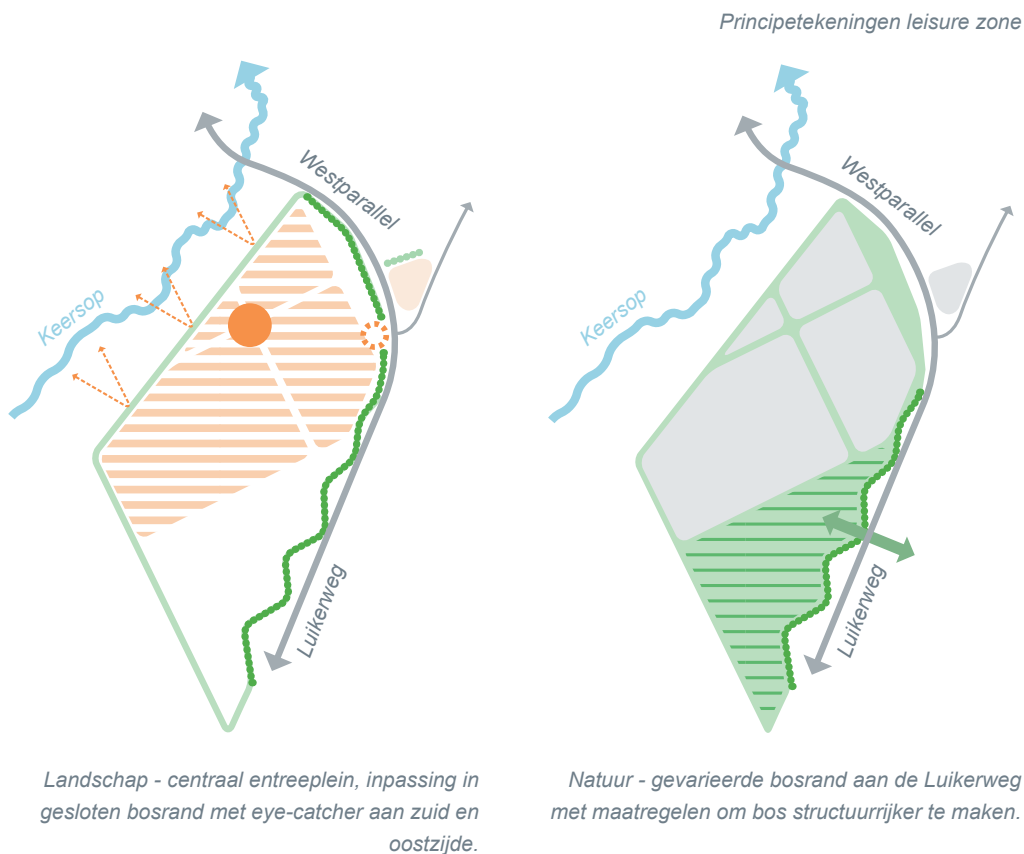 Principetekeningen leisure zone
Westparallel
Keersop
Luikerweg
Westparallel
Keersop
Luikerweg
Landschap - centraal entreeplein, inpassing in
gesloten bosrand met eye-catcher aan zuid en
oostzijde.
Natuur - gevarieerde bosrand aan de Luikerweg
met maatregelen om bos structuurrijker te maken.